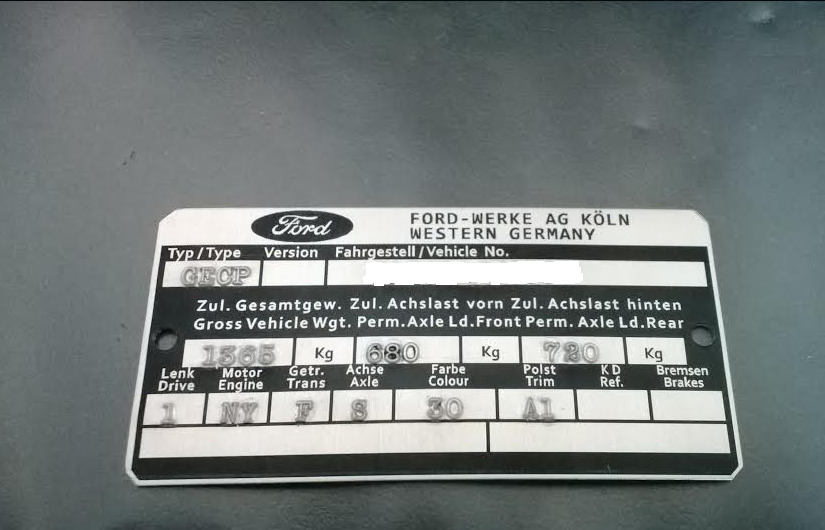 Ford
FORD-WERKE AG KÖLN
WESTERN GERMANY
Typ/Type Version Fahrgestell/Vehicle No.
GECP
Zul. Gesamtgew. Zul. Achslast vorn Zul. Achslast hinten
Gross Vehicle Wgt. Perm.Axle Ld.Front Perm. Axle Ld.Rear
1365 Kg 680 Kg 720 Kg
Lenk Motor Getr. Achse Farbe Polst K D Bremsen
Drive Engine Trans Axle Colour Trim Ref. Brakes
1 NY F S 30 A1